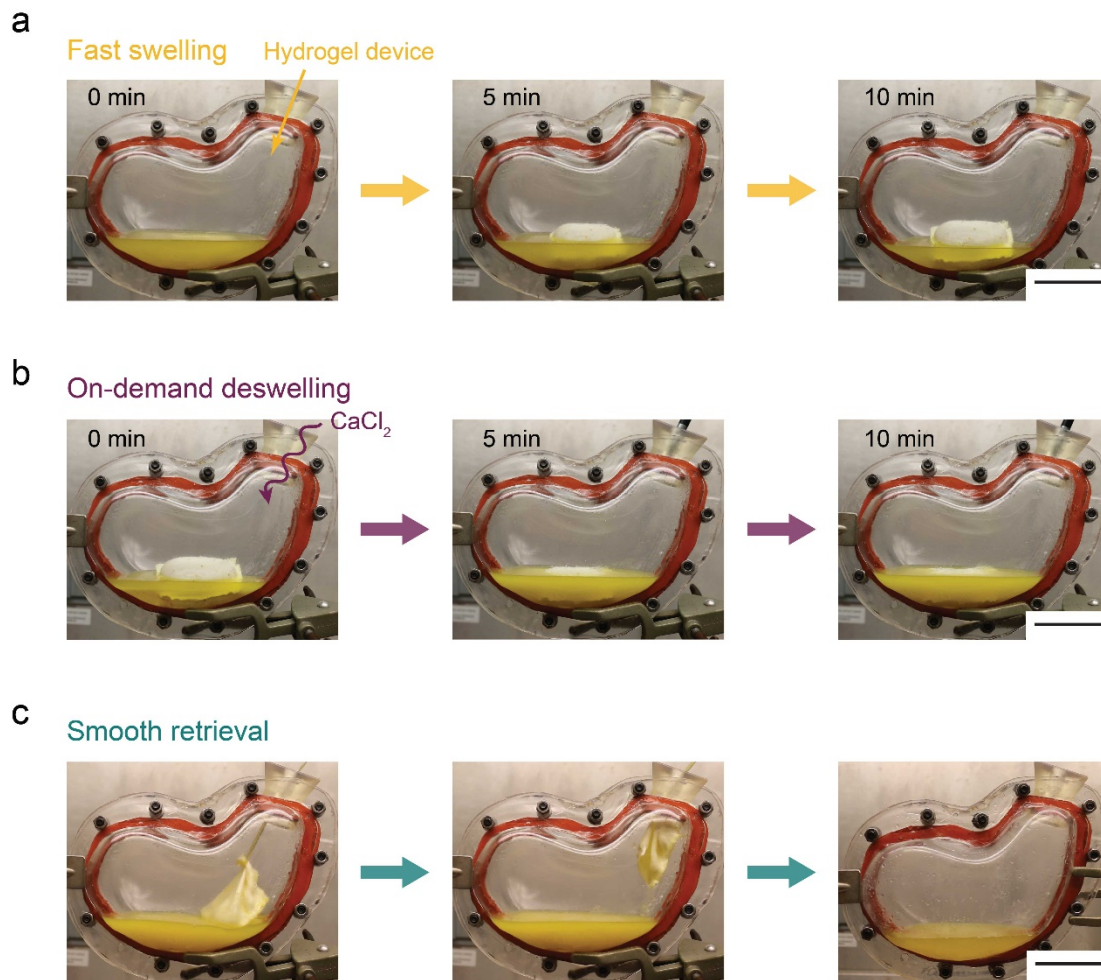 a
Fast swelling
Hydrogel device
0 min
5 min
10 min
b
On-demand deswelling
CaCl₂
0 min
5 min
10 min
c
Smooth retrieval